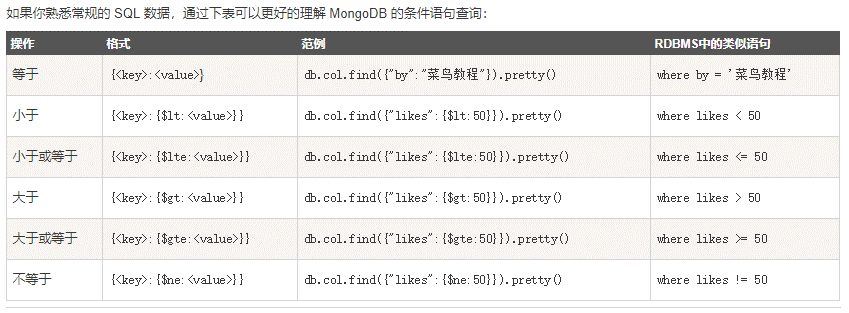 如果你熟悉常规的 SQL 数据，通过下表可以更好的理解 MongoDB 的条件语句查询：
操作 格式 范例 RDBMS中的类似语句
等于 {<key>:<value>} db.col.find({"by":"菜鸟教程"}).pretty() where by = '菜鸟教程'
小于 {<key>:{$lt:<value>}} db.col.find({"likes":{$lt:50}}).pretty() where likes < 50
小于或等于 {<key>:{$lte:<value>}} db.col.find({"likes":{$lte:50}}).pretty() where likes <= 50
大于 {<key>:{$gt:<value>}} db.col.find({"likes":{$gt:50}}).pretty() where likes > 50
大于或等于 {<key>:{$gte:<value>}} db.col.find({"likes":{$gte:50}}).pretty() where likes >= 50
不等于 {<key>:{$ne:<value>}} db.col.find({"likes":{$ne:50}}).pretty() where likes != 50